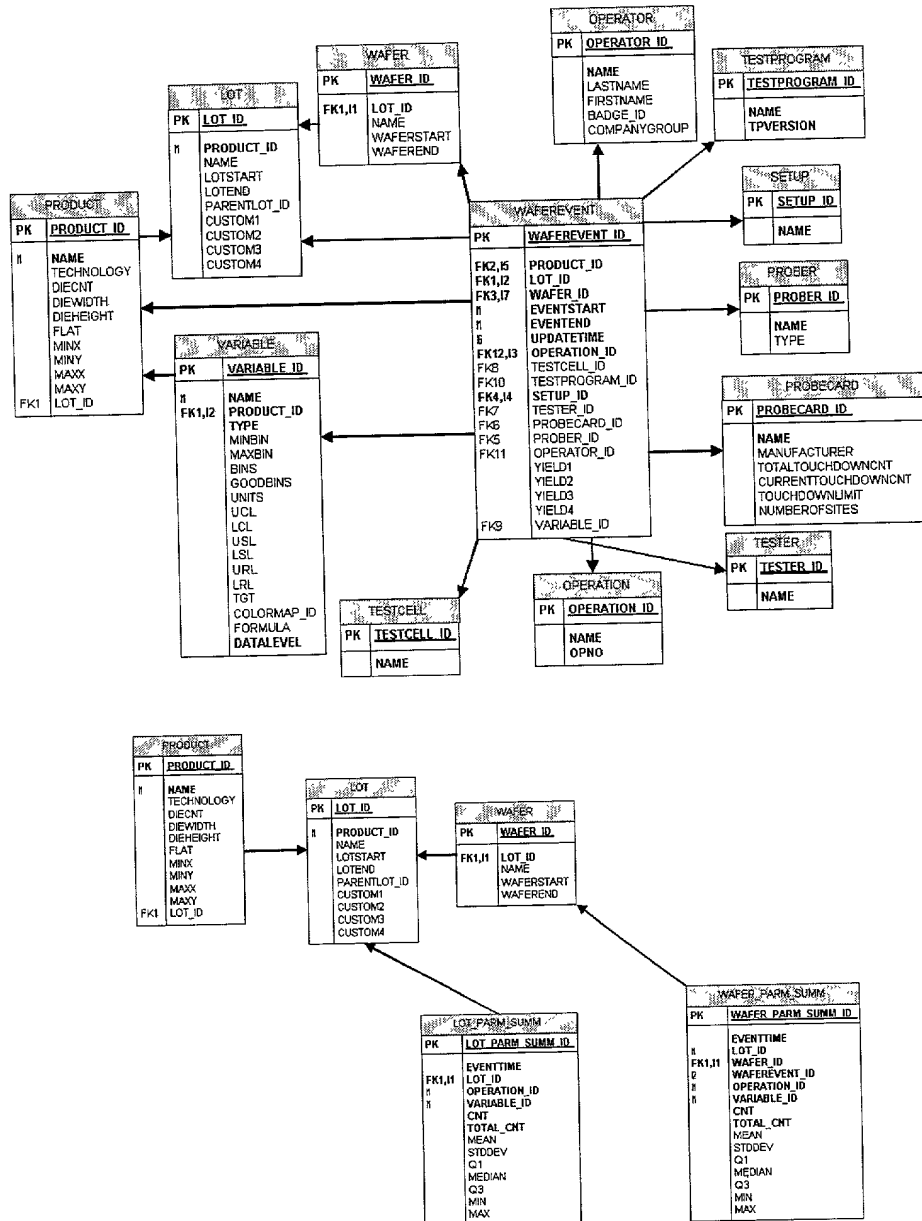 OPERATOR
PK OPERATOR_ID
NAME
LASTNAME
FIRSTNAME
BADGE_ID
COMPANYGROUP
WAFER
PK WAFER_ID
FK1,I1 LOT_ID
NAME
WAFERSTART
WAFEREND
TESTPROGRAM
PK TESTPROGRAM_ID
NAME
TPVERSION
LOT
PK LOT_ID
PRODUCT_ID
NAME
LOTSTART
LOTEND
PARENTLOT_ID
CUSTOM1
CUSTOM2
CUSTOM3
CUSTOM4
SETUP
PK SETUP_ID
NAME
PRODUCT
PK PRODUCT_ID
NAME
TECHNOLOGY
DIECNT
DIEWIDTH
DIEHEIGHT
FLAT
MINX
MINY
MAXX
MAXY
FK1 LOT_ID
WAFEREVENT
PK WAFEREVENT_ID
FK2,I5 PRODUCT_ID
FK1,I2 LOT_ID
FK3,I7 WAFER_ID
EVENTSTART
EVENTEND
UPDATETIME
FK12,I3 OPERATION_ID
FK8 TESTCELL_ID
FK10 TESTPROGRAM_ID
FK4,I4 SETUP_ID
FK7 TESTER_ID
FK6 PROBECARD_ID
FK5 PROBER_ID
FK11 OPERATOR_ID
YIELD1
YIELD2
YIELD3
YIELD4
FK9 VARIABLE_ID
PROBER
PK PROBER_ID
NAME
TYPE
VARIABLE
PK VARIABLE_ID
NAME
FK1,I2 PRODUCT_ID
TYPE
MINBIN
MAXBIN
BINS
GOODBINS
UNITS
UCL
LCL
USL
LSL
URL
LRL
TGT
COLORMAP_ID
FORMULA
DATALEVEL
PROBECARD
PK PROBECARD_ID
NAME
MANUFACTURER
TOTALTOUCHDOWNCNT
CURRENTTOUCHDOWNCNT
TOUCHDOWNLIMIT
NUMBEROFSITES
TESTER
PK TESTER_ID
NAME
OPERATION
PK OPERATION_ID
NAME
OPNO
TESTCELL
PK TESTCELL_ID
NAME
PRODUCT
PK PRODUCT_ID
NAME
TECHNOLOGY
DIECNT
DIEWIDTH
DIEHEIGHT
FLAT
MINX
MINY
MAXX
MAXY
FK1 LOT_ID
LOT
PK LOT_ID
PRODUCT_ID
NAME
LOTSTART
LOTEND
PARENTLOT_ID
CUSTOM1
CUSTOM2
CUSTOM3
CUSTOM4
WAFER
PK WAFER_ID
FK1,I1 LOT_ID
NAME
WAFERSTART
WAFEREND
LOT_PARM_SUMM
PK LOT_PARM_SUMM_ID
EVENTTIME
FK1,I1 LOT_ID
OPERATION_ID
VARIABLE_ID
CNT
TOTAL_CNT
MEAN
STDDEV
Q1
MEDIAN
Q3
MIN
MAX
WAFER_PARM_SUMM
PK WAFER_PARM_SUMM_ID
EVENTTIME
LOT_ID
FK1,I1 WAFER_ID
WAFEREVENT_ID
OPERATION_ID
VARIABLE_ID
CNT
TOTAL_CNT
MEAN
STDDEV
Q1
MEDIAN
Q3
MIN
MAX